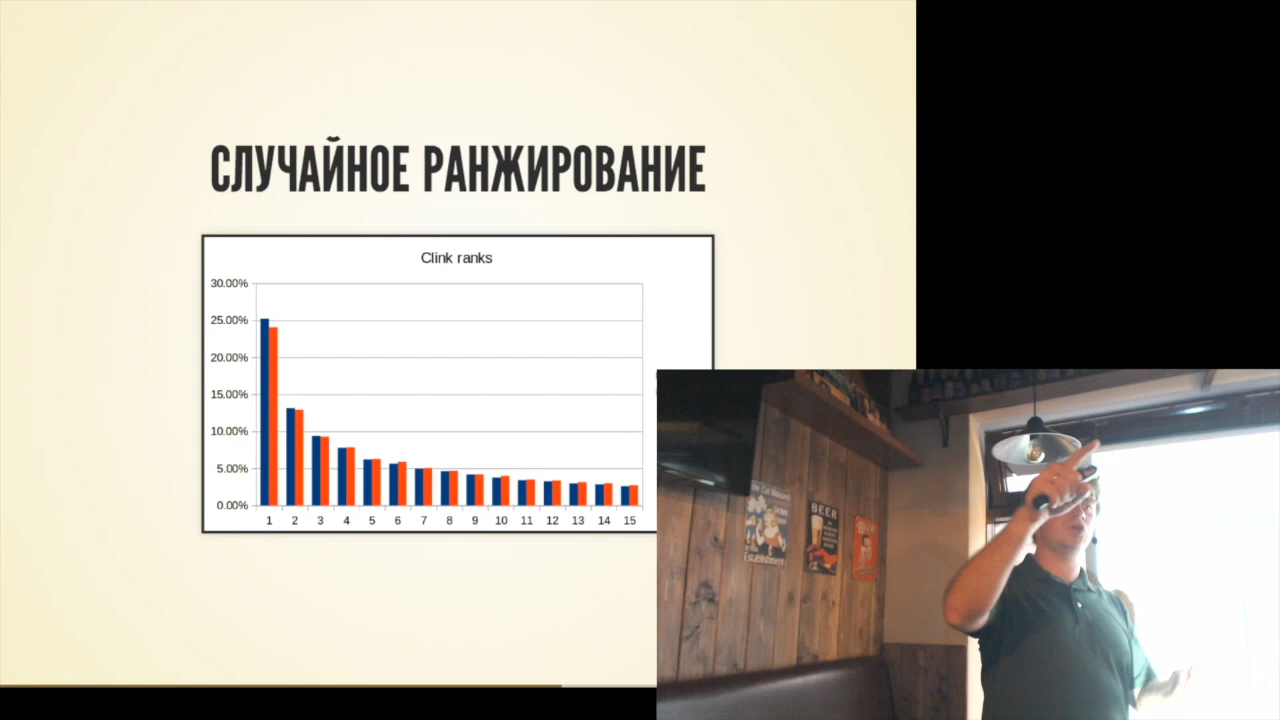 СЛУЧАЙНОЕ РАНЖИРОВАНИЕ
Clink ranks
30.00%
25.00%
20.00%
15.00%
10.00%
5.00%
0.00%
1 2 3 4 5 6 7 8 9 10 11 12 13 14 15
BEER
Establishment